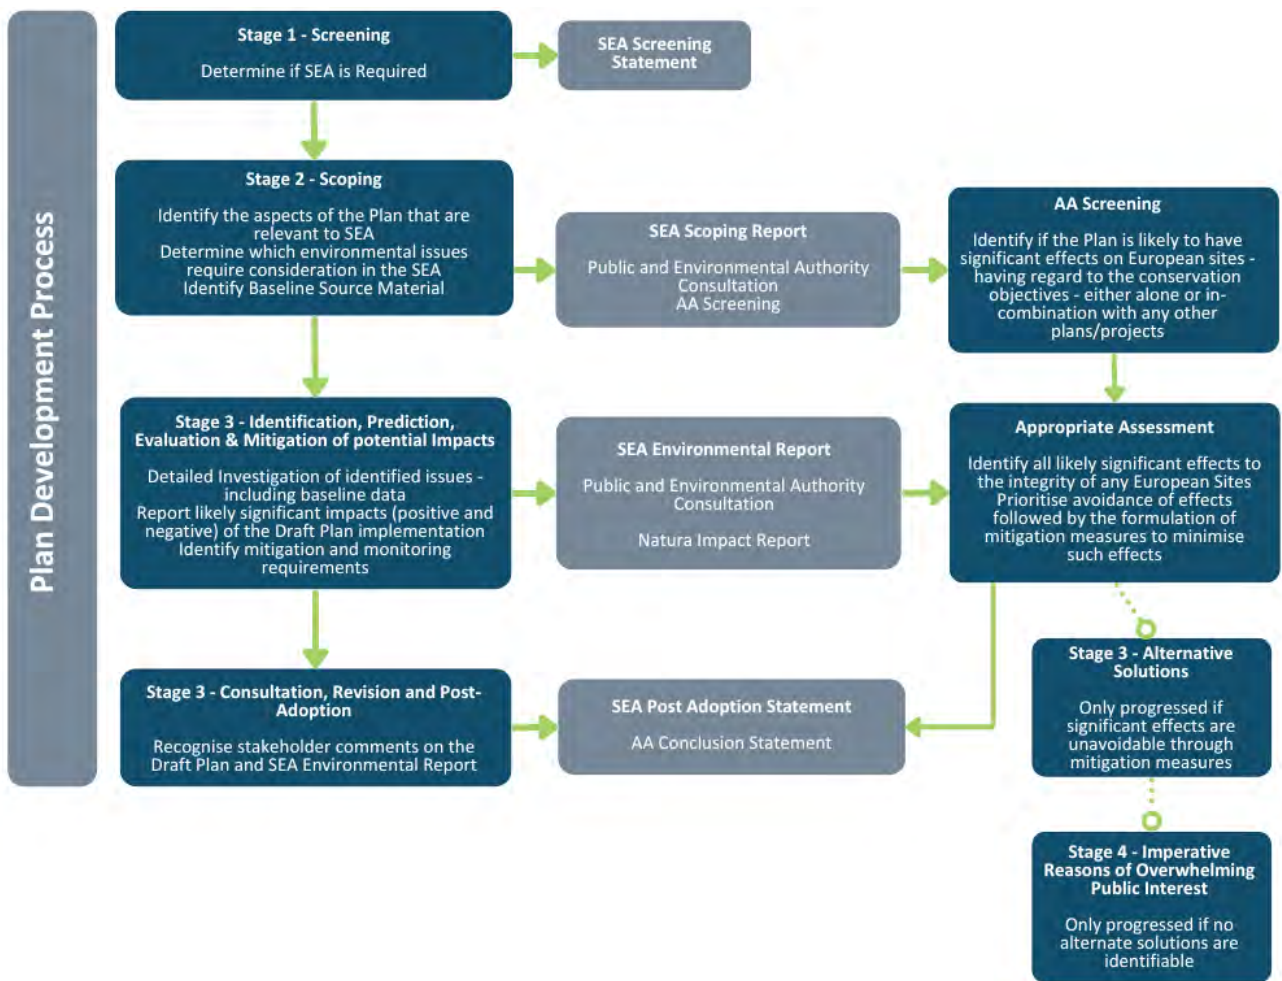 Plan Development Process
Stage 1 - Screening
Determine if SEA is Required
SEA Screening
Statement
Stage 2 - Scoping
Identify the aspects of the Plan that are
relevant to SEA
Determine which environmental issues
require consideration in the SEA
Identify Baseline Source Material
SEA Scoping Report
Public and Environmental Authority
Consultation
AA Screening
AA Screening
Identify if the Plan is likely to have
significant effects on European sites -
having regard to the conservation
objectives - either alone or in-
combination with any other
plans/projects
Stage 3 - Identification, Prediction,
Evaluation & Mitigation of potential Impacts
Detailed Investigation of identified issues -
including baseline data
Report likely significant impacts (positive and
negative) of the Draft Plan implementation
Identify mitigation and monitoring
requirements
SEA Environmental Report
Public and Environmental Authority
Consultation
Natura Impact Report
Appropriate Assessment
Identify all likely significant effects to
the integrity of any European Sites
Prioritise avoidance of effects
followed by the formulation of
mitigation measures to minimise
such effects
Stage 3 - Consultation, Revision and Post-
Adoption
Recognise stakeholder comments on the
Draft Plan and SEA Environmental Report
SEA Post Adoption Statement
AA Conclusion Statement
Stage 3 - Alternative
Solutions
Only progressed if
significant effects are
unavoidable through
mitigation measures
Stage 4 - Imperative
Reasons of Overwhelming
Public Interest
Only progressed if no
alternate solutions are
identifiable